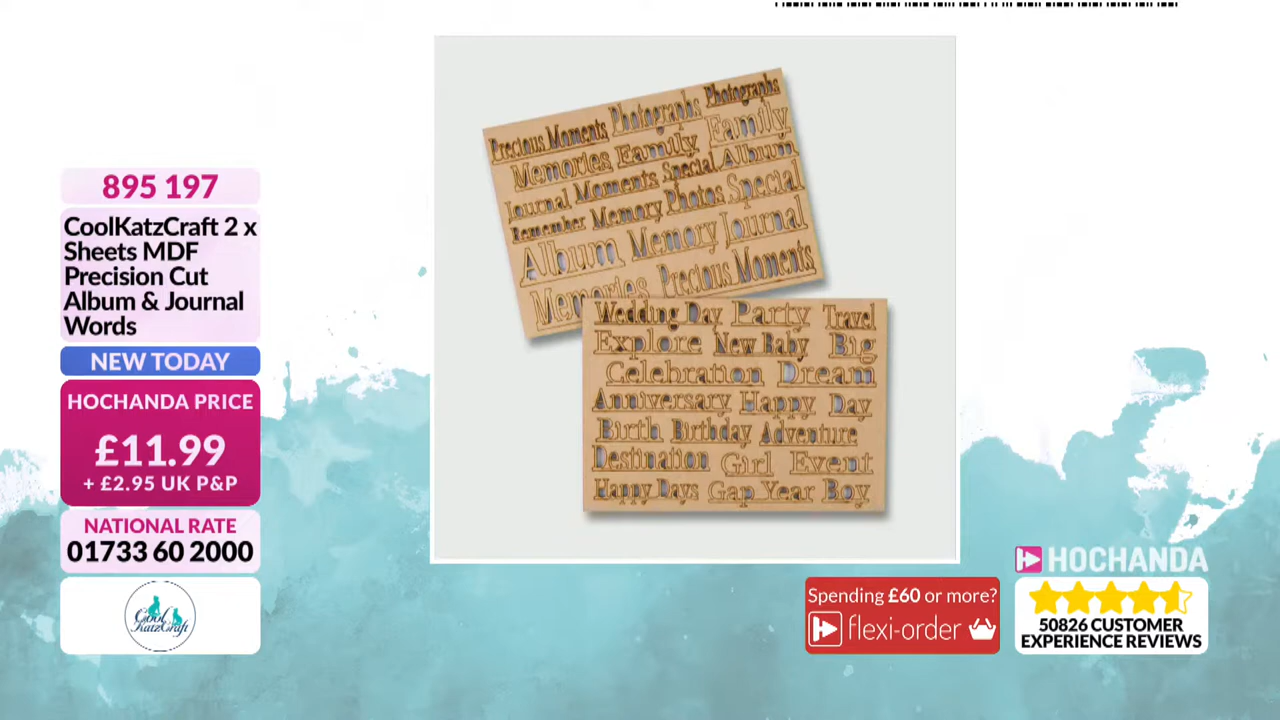 895 197
CoolKatzCraft 2 x
Sheets MDF
Precision Cut
Album & Journal
Words
NEW TODAY
HOCHANDA PRICE
£11.99
+ £2.95 UK P&P
NATIONAL RATE
01733 60 2000
Cool
KatzCraft
Precious Moments Photographs Photographs
Memories Family Family
Journal Moments Special Album
Remember Memory Photos Special
Album Memory Journal
Memories Precious Moments
Wedding Day Party Travel
Explore New Baby Big
Celebration Dream
Anniversary Happy Day
Birth Birthday Adventure
Destination Girl Event
Happy Days Gap Year Boy
Spending £60 or more?
flexi-order
HOCHANDA
50826 CUSTOMER
EXPERIENCE REVIEWS